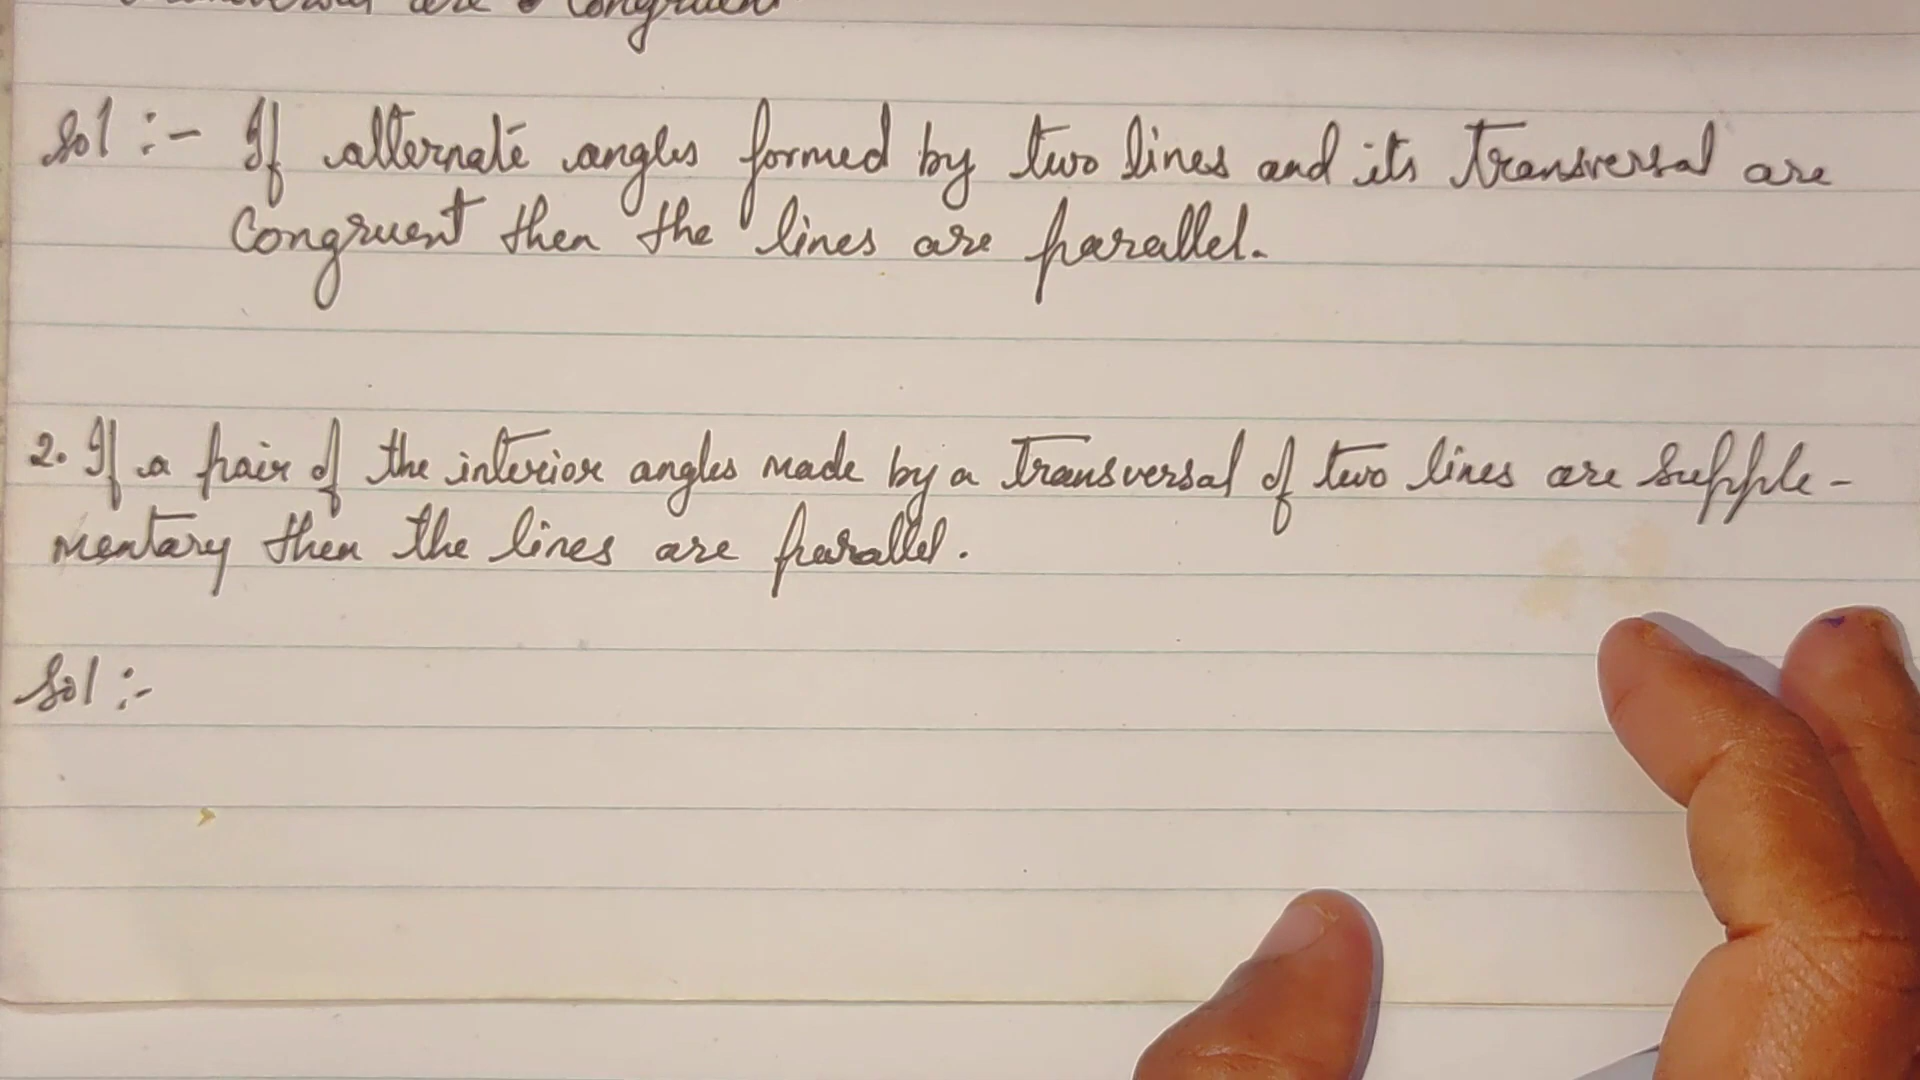 are congruent
Sol :- If alternate angles formed by two lines and its transversal are
Congruent then the lines are parallel.
2. If a pair of the interior angles made by a transversal of two lines are supple-
mentary then the lines are parallel.
Sol :-